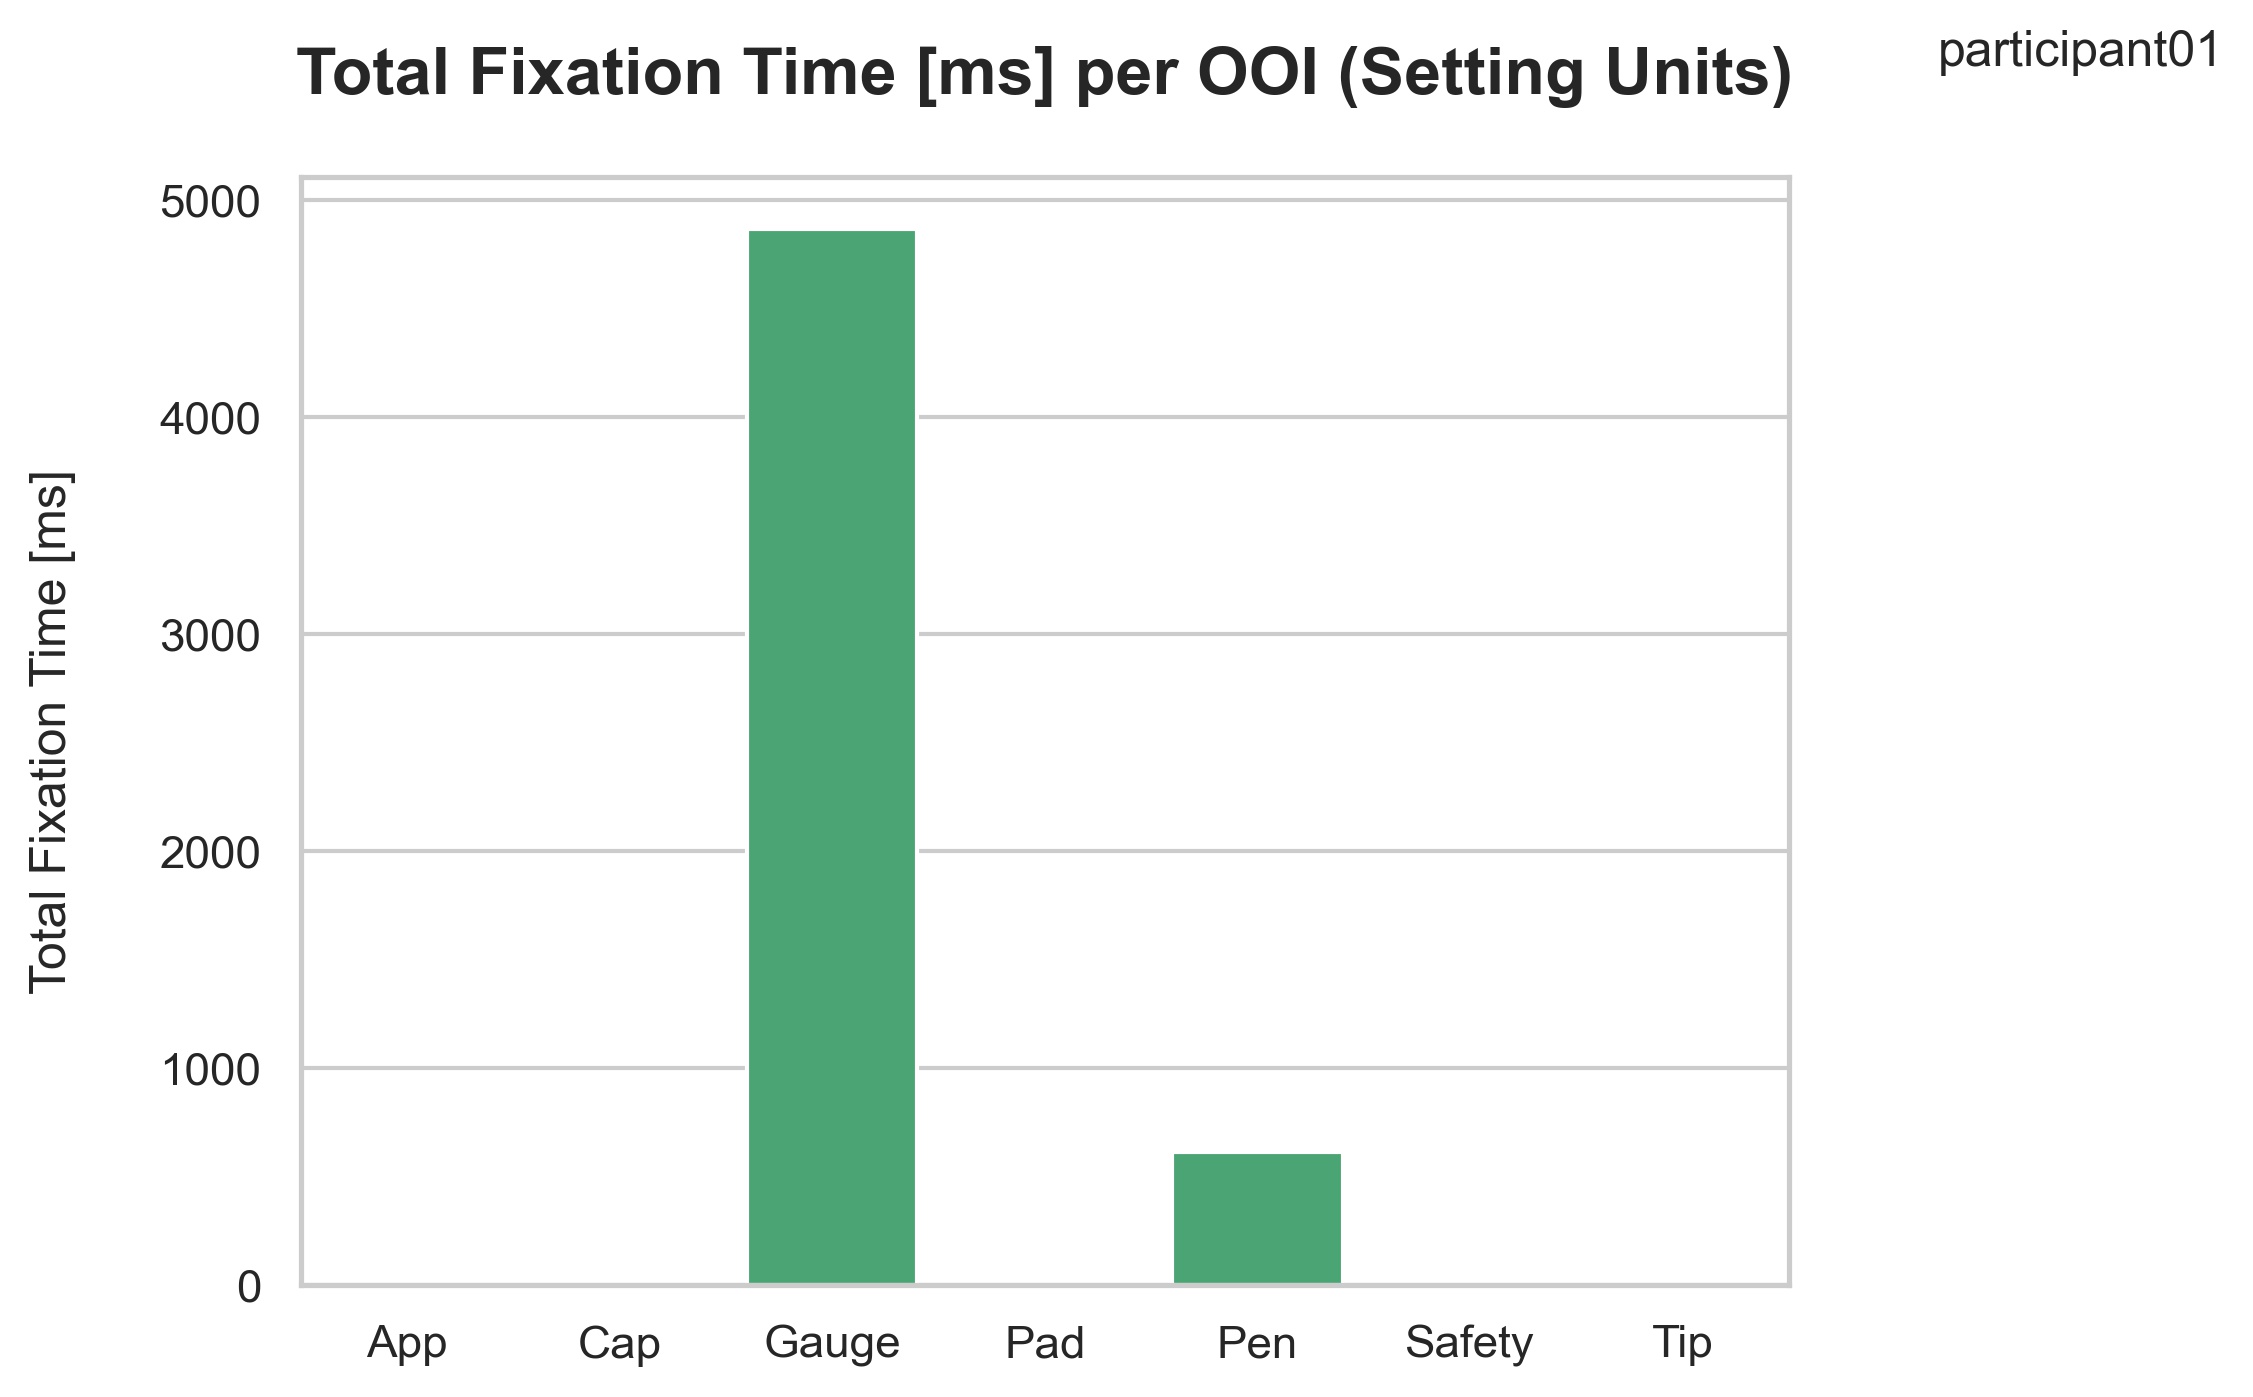 Total Fixation Time [ms] per OOI (Setting Units)
participant01
Total Fixation Time [ms]
5000
4000
3000
2000
1000
0
App Cap Gauge Pad Pen Safety Tip